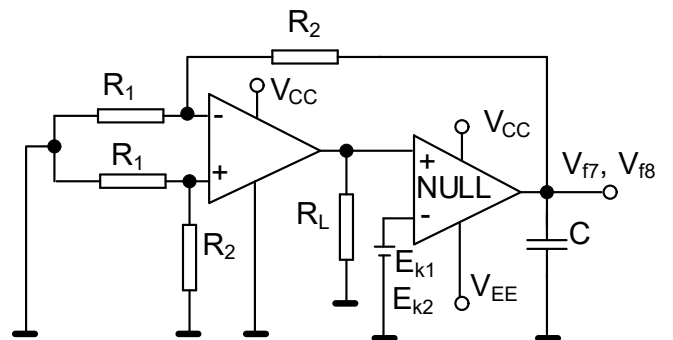 R2
R1
-
VCC
R1
+
VCC
+
NULL
-
Vf7, Vf8
RL
R2
C
Ek1
Ek2
VEE